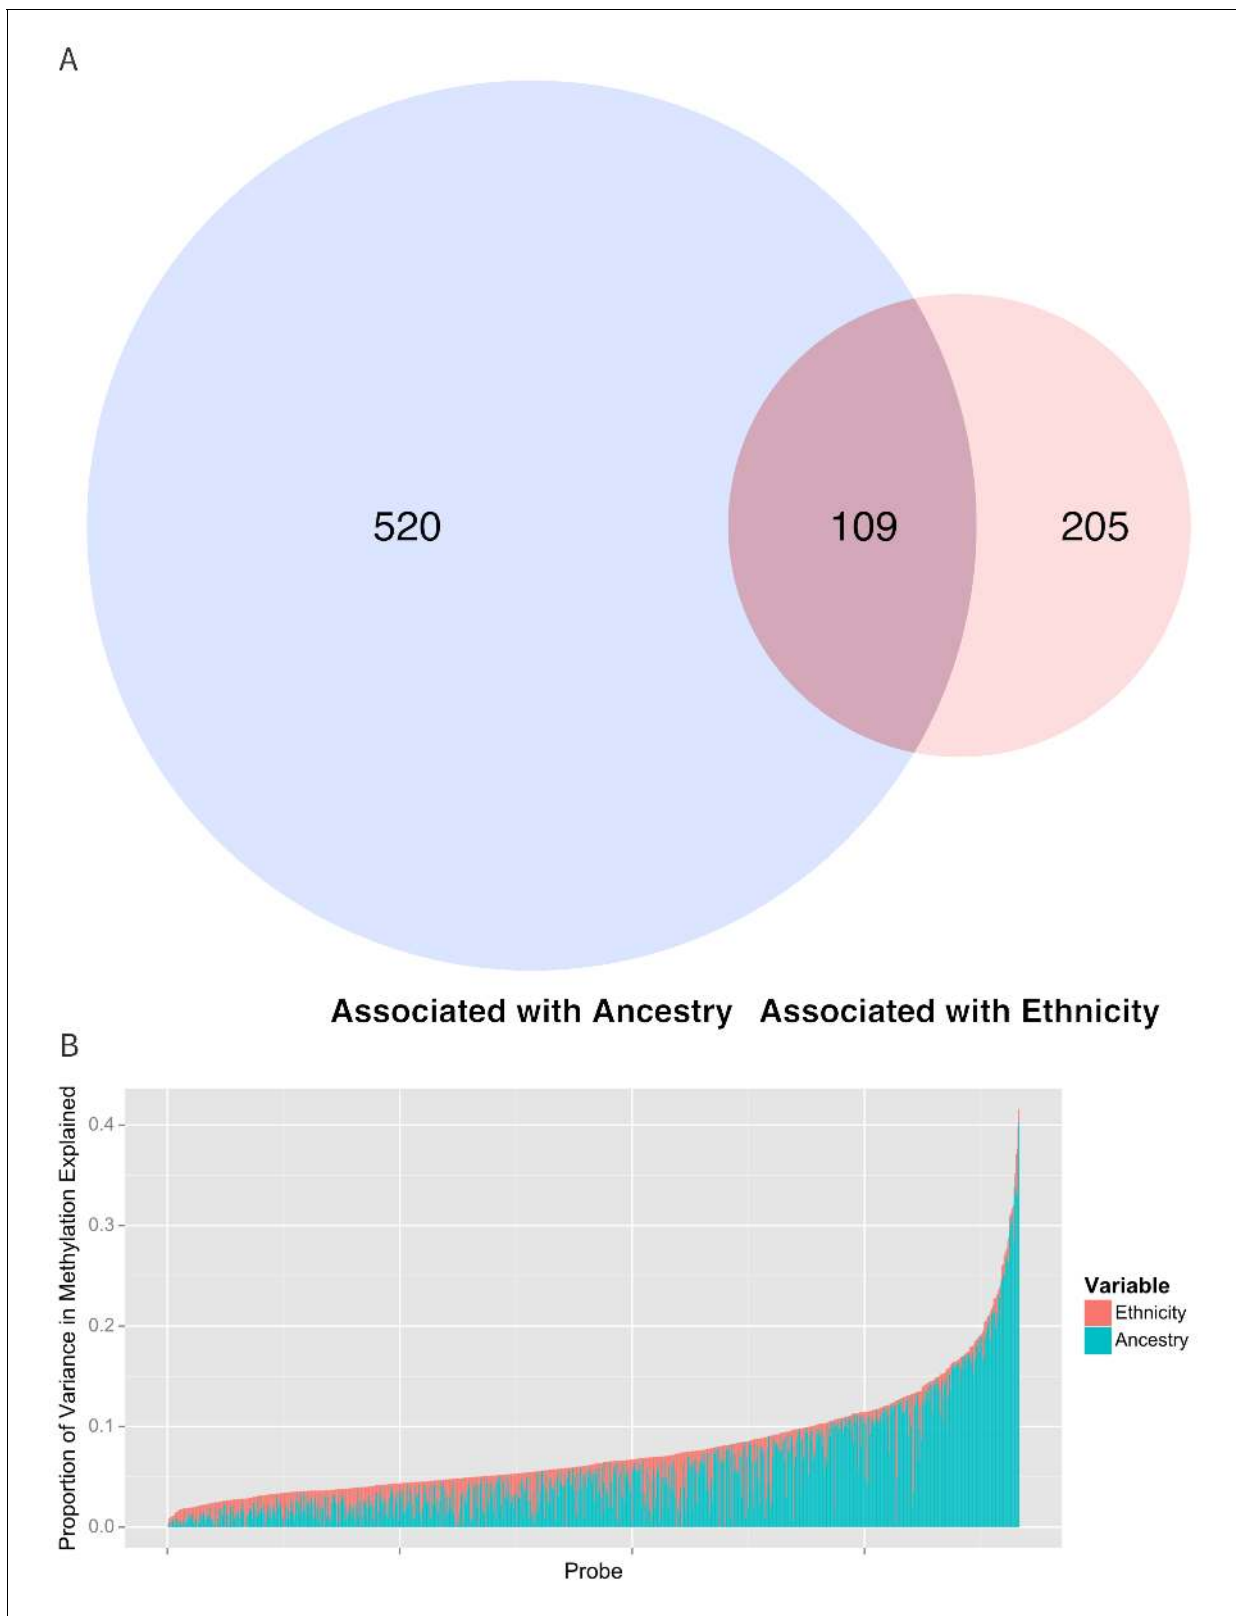 A
520
109
205
Associated with Ancestry Associated with Ethnicity
B
Proportion of Variance in Methylation Explained
0.4
0.3
0.2
0.1
0.0
Probe
Variable
Ethnicity
Ancestry